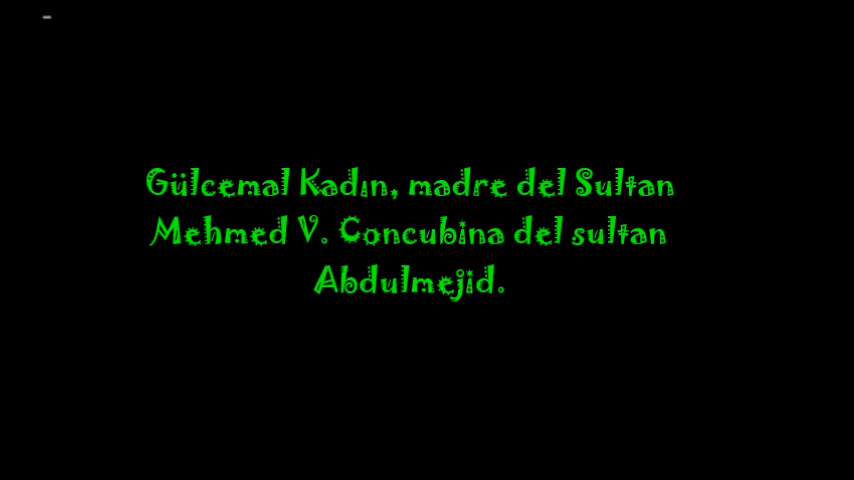 Gülcemal Kadın, madre del Sultan
Mehmed V. Concubina del sultan
Abdulmejid.